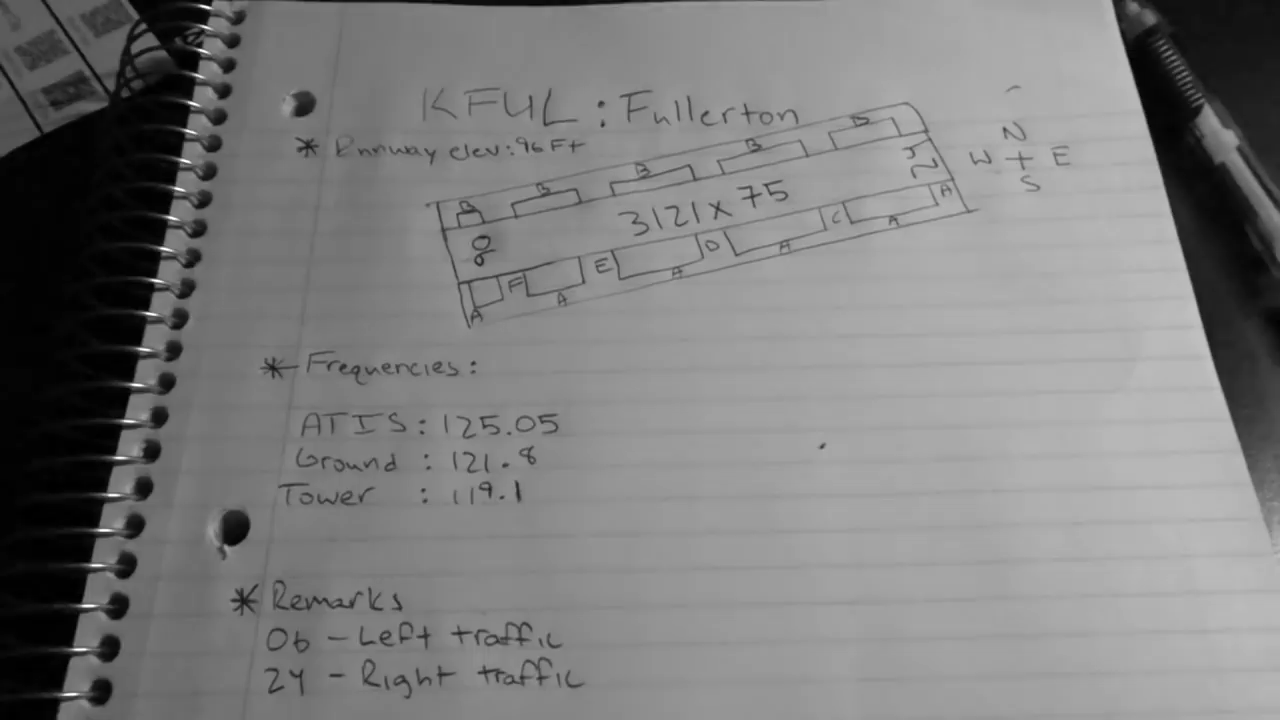 KFUL : Fullerton
* Runway elev: 96 Ft
N
W + E
S
B B B B B
06 3121 x 75 24
F E D C A
A A A A A
* Frequencies:
ATIS : 125.05
Ground : 121.8
Tower : 119.1
* Remarks
06 - Left traffic
24 - Right traffic